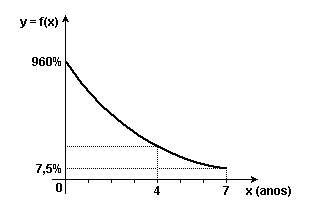 y = f(x)
960%
7,5%
0
4
7
x (anos)